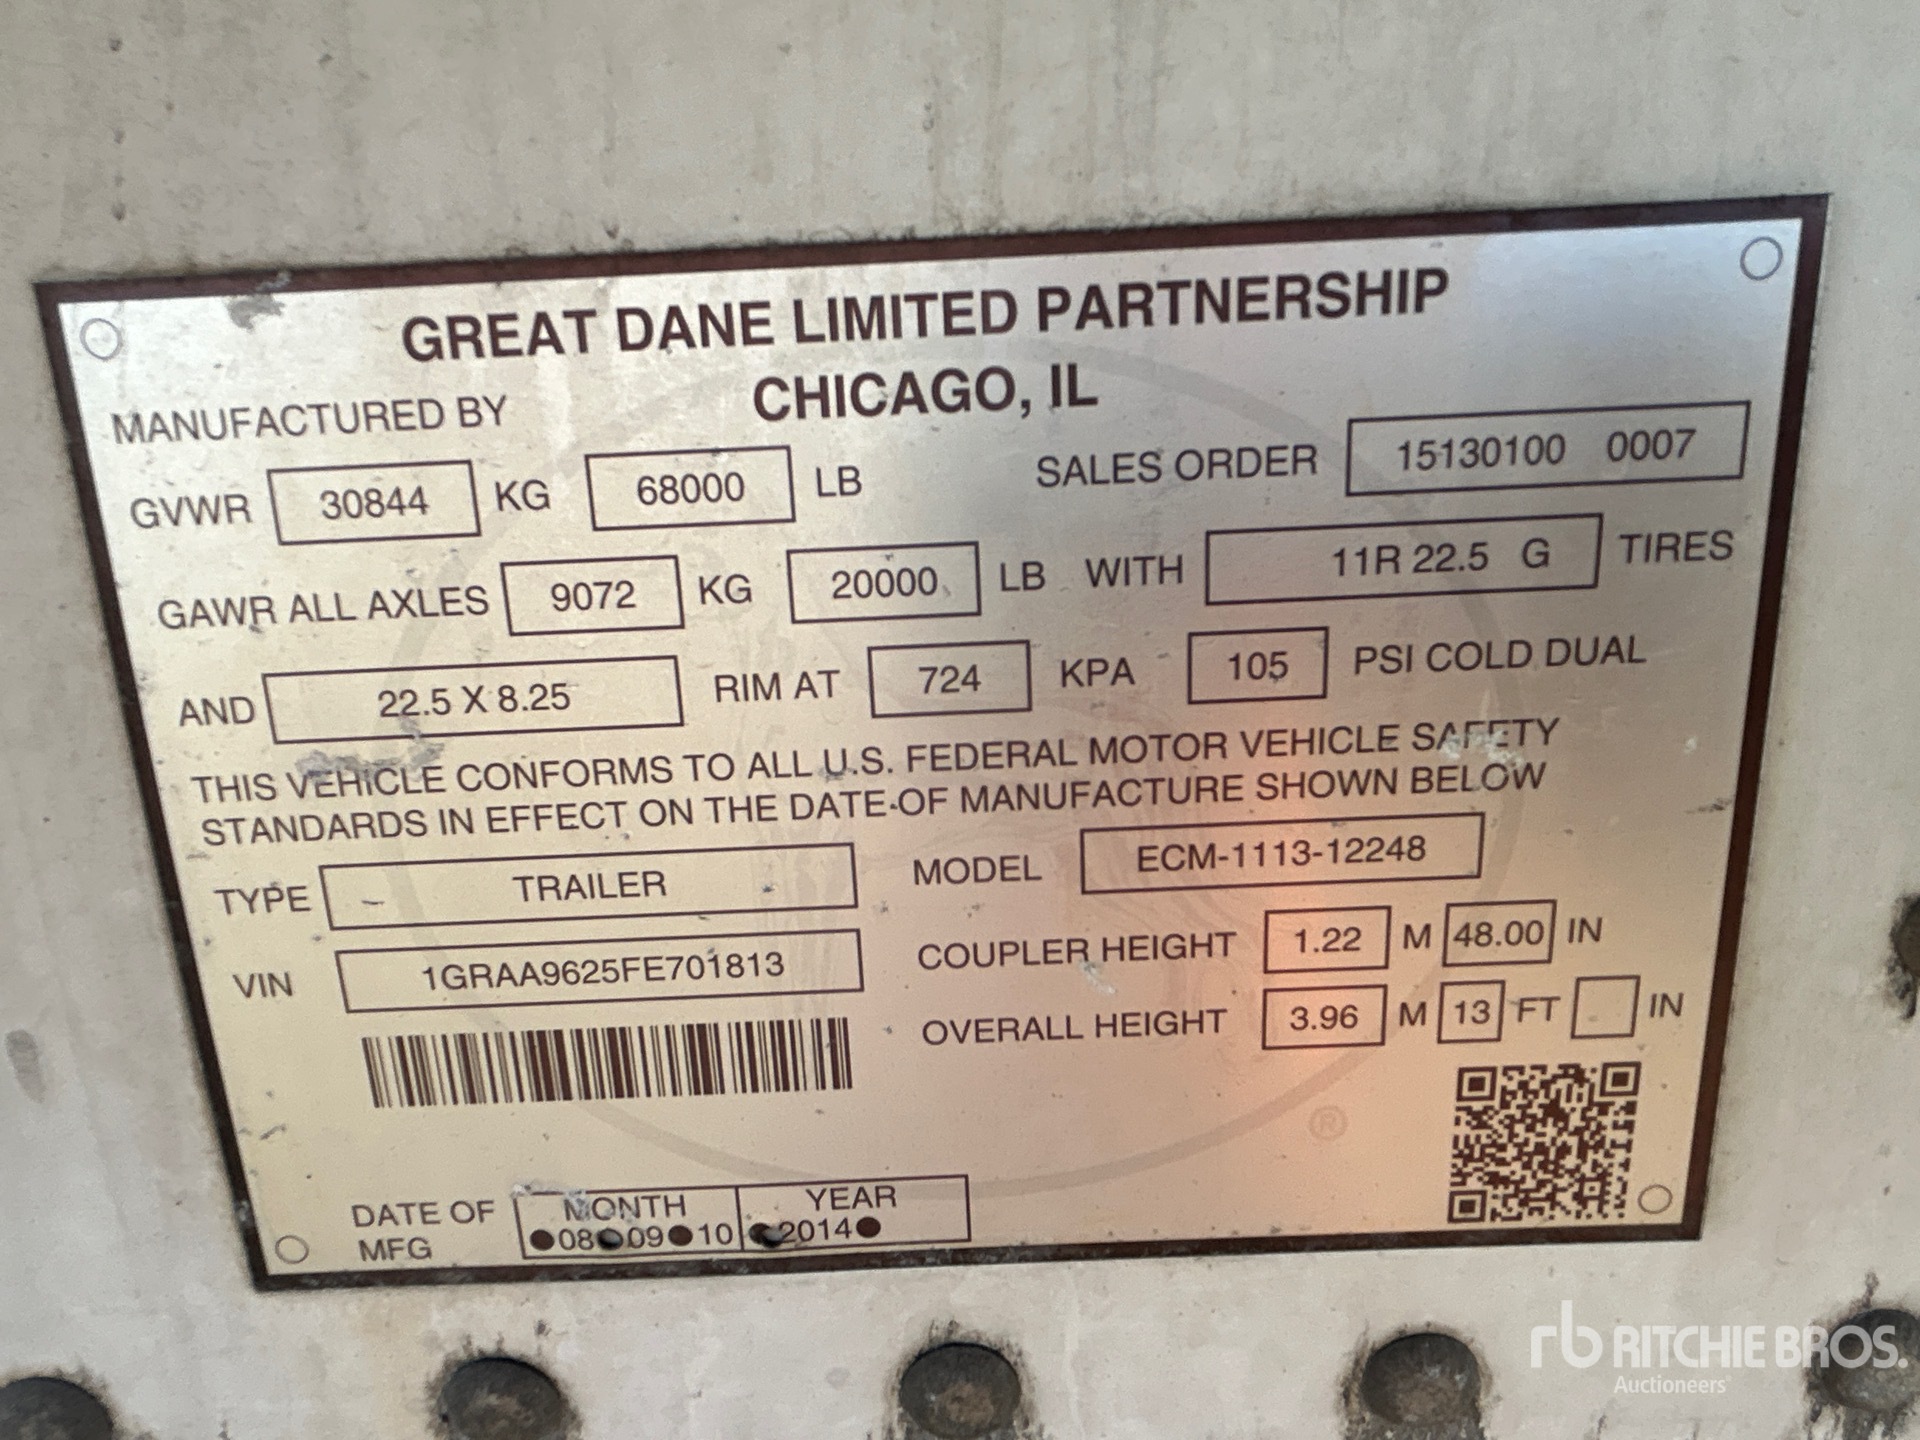 GREAT DANE LIMITED PARTNERSHIP
MANUFACTURED BY CHICAGO, IL
GVWR 30844 KG 68000 LB SALES ORDER 15130100 0007
GAWR ALL AXLES 9072 KG 20000 LB WITH 11R 22.5 G TIRES
AND 22.5 X 8.25 RIM AT 724 KPA 105 PSI COLD DUAL
THIS VEHICLE CONFORMS TO ALL U.S. FEDERAL MOTOR VEHICLE SAFETY
STANDARDS IN EFFECT ON THE DATE OF MANUFACTURE SHOWN BELOW
TYPE TRAILER MODEL ECM-1113-12248
VIN 1GRAA9625FE701813 COUPLER HEIGHT 1.22 M 48.00 IN
OVERALL HEIGHT 3.96 M 13 FT IN
®
DATE OF MFG MONTH YEAR
●08●09●10 ●2014●
rb RITCHIE BROS.
Auctioneers